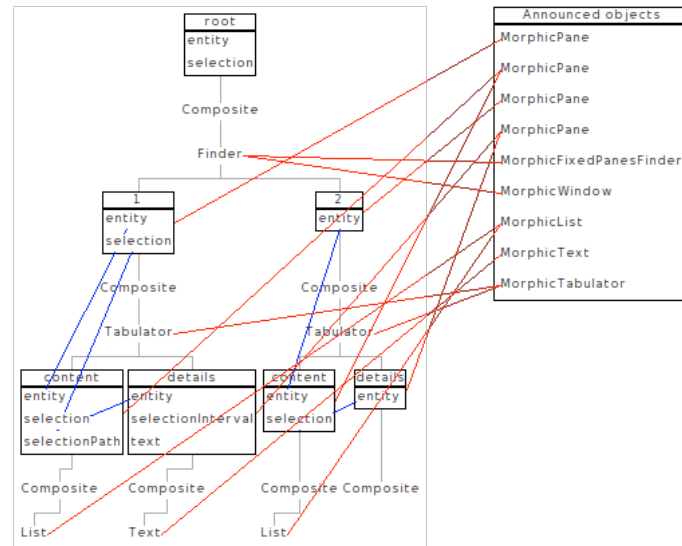 root
entity
selection
Composite
Finder
1
entity
selection
2
entity
Composite
Composite
Tabulator
Tabulator
content
entity
selection
selectionPath
details
entity
selectionInterval
text
content
entity
selection
details
entity
Composite
Composite
Composite
Composite
List
Text
List
Announced objects
MorphicPane
MorphicPane
MorphicPane
MorphicPane
MorphicFixedPanesFinder
MorphicWindow
MorphicList
MorphicText
MorphicTabulator